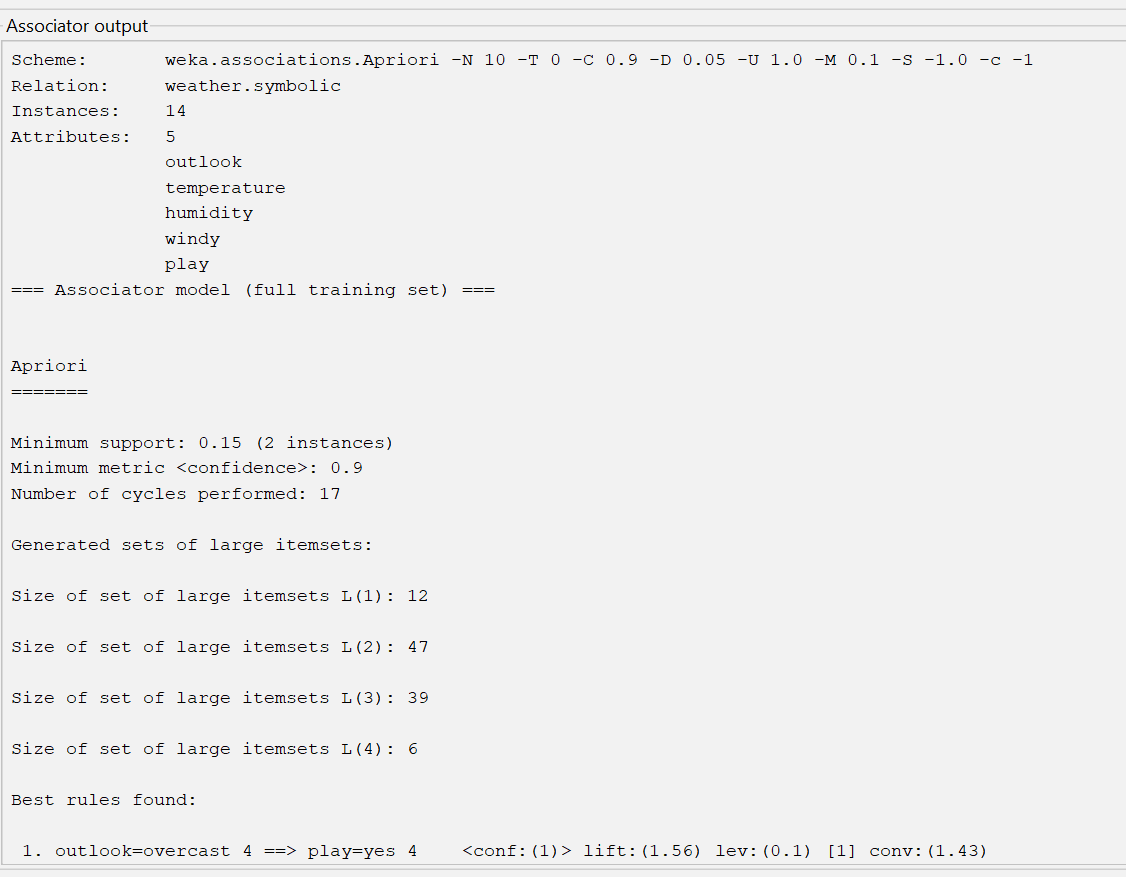 Associator output
Scheme:       weka.associations.Apriori -N 10 -T 0 -C 0.9 -D 0.05 -U 1.0 -M 0.1 -S -1.0 -c -1
Relation:     weather.symbolic
Instances:    14
Attributes:   5
              outlook
              temperature
              humidity
              windy
              play
=== Associator model (full training set) ===
Apriori
=======
Minimum support: 0.15 (2 instances)
Minimum metric <confidence>: 0.9
Number of cycles performed: 17
Generated sets of large itemsets:
Size of set of large itemsets L(1): 12
Size of set of large itemsets L(2): 47
Size of set of large itemsets L(3): 39
Size of set of large itemsets L(4): 6
Best rules found:
 1. outlook=overcast 4 ==> play=yes 4    <conf:(1)> lift:(1.56) lev:(0.1) [1] conv:(1.43)